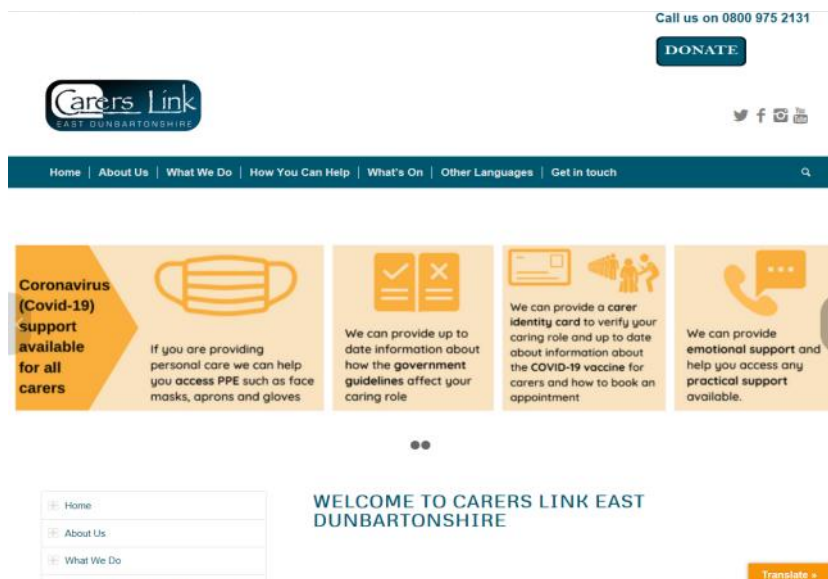 Call us on 0800 975 2131
DONATE
Carers Link
EAST DUNBARTONSHIRE
You
Tube
Home | About Us | What We Do | How You Can Help | What's On | Other Languages | Get in touch
Coronavirus
(Covid-19)
support
available
for all
carers
If you are providing
personal care we can help
you access PPE such as face
masks, aprons and gloves
We can provide up to
date information about
how the government
guidelines affect your
caring role
We can provide a carer
identity card to verify your
caring role and up to date
about information about
the COVID-19 vaccine for
carers and how to book an
appointment
We can provide
emotional support and
help you access any
practical support
available.
Home
About Us
What We Do
WELCOME TO CARERS LINK EAST
DUNBARTONSHIRE
Translate »